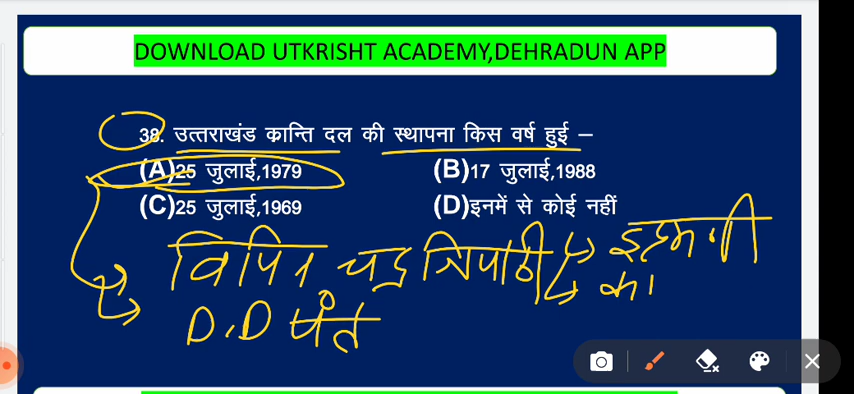 DOWNLOAD UTKRISHT ACADEMY,DEHRADUN APP
38. उत्तराखंड कान्ति दल की स्थापना किस वर्ष हुई –
(A)25 जुलाई,1979 (B)17 जुलाई,1988
(C)25 जुलाई,1969 (D)इनमें से कोई नहीं
विपिन चन्द्र त्रिपाठी
का
D.D पंत